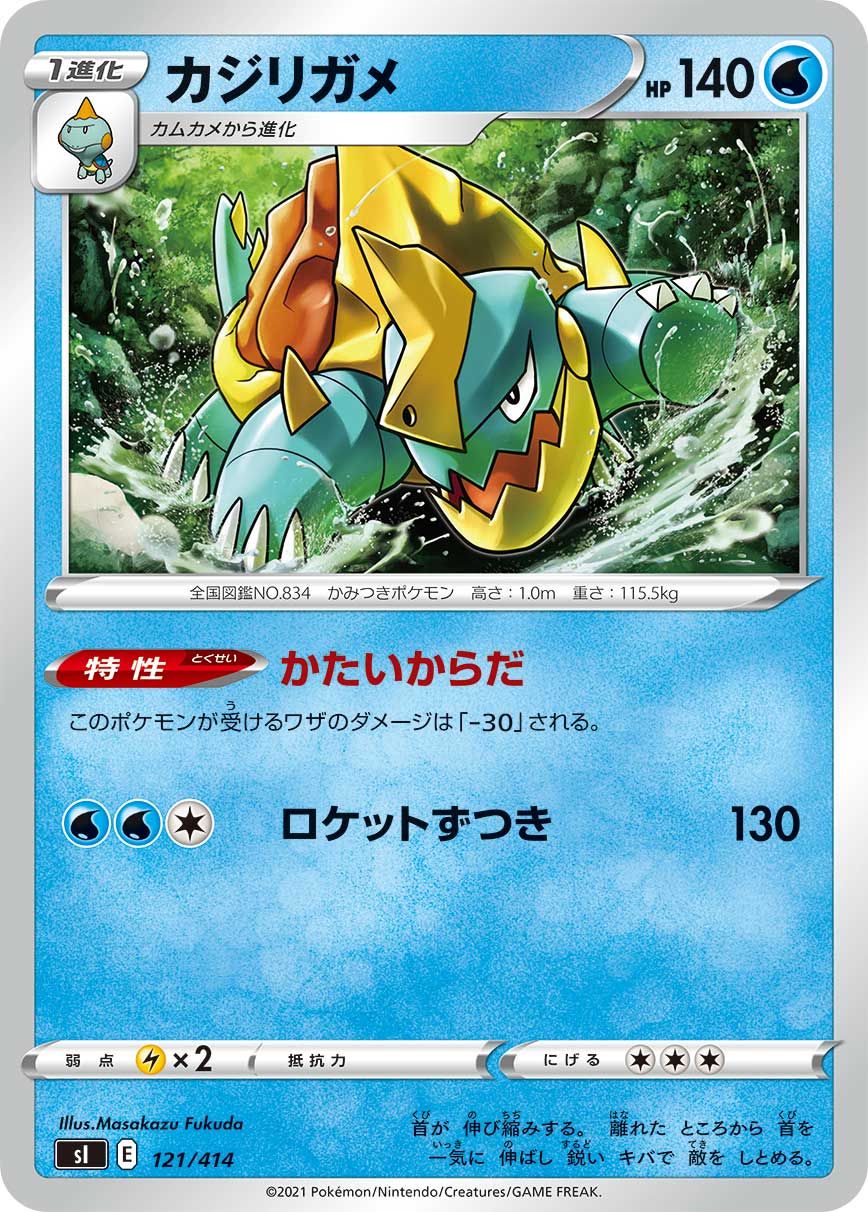 1進化
カジリガメ
HP 140
カムカメから進化
全国図鑑NO.834 かみつきポケモン 高さ:1.0m 重さ:115.5kg
特性 とくせい かたいからだ
このポケモンが受けるワザのダメージは「-30」される。
ロケットずつき 130
弱点 ×2 抵抗力 にげる
Illus.Masakazu Fukuda
首が 伸び縮みする。 離れた ところから 首を
一気に 伸ばし 鋭い キバで 敵を しとめる。
sI E 121/414
©2021 Pokémon/Nintendo/Creatures/GAME FREAK.